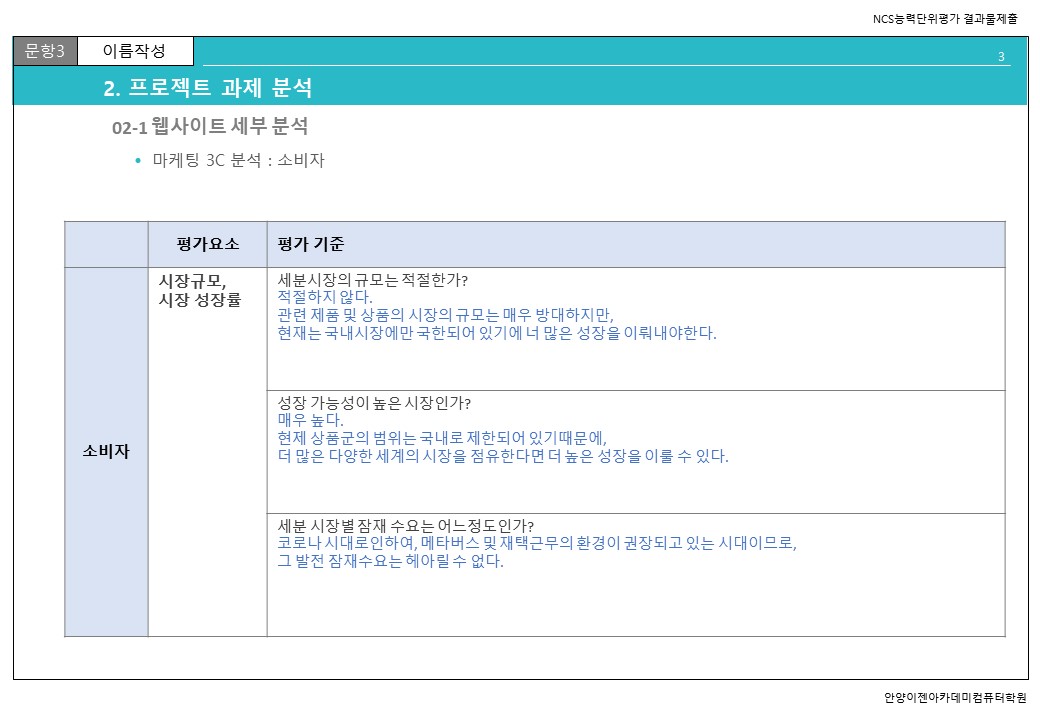 NCS능력단위평가 결과물제출
문항3 이름작성
3
2. 프로젝트 과제 분석
02-1 웹사이트 세부 분석
• 마케팅 3C 분석 : 소비자
평가요소 평가 기준
소비자
시장규모,
시장 성장률
세분시장의 규모는 적절한가?
적절하지 않다.
관련 제품 및 상품의 시장의 규모는 매우 방대하지만,
현재는 국내시장에만 국한되어 있기에 너 많은 성장을 이뤄내야한다.
성장 가능성이 높은 시장인가?
매우 높다.
현제 상품군의 범위는 국내로 제한되어 있기때문에,
더 많은 다양한 세계의 시장을 점유한다면 더 높은 성장을 이룰 수 있다.
세분 시장별 잠재 수요는 어느정도인가?
코로나 시대로인하여, 메타버스 및 재택근무의 환경이 권장되고 있는 시대이므로,
그 발전 잠재수요는 헤아릴 수 없다.
안양이젠아카데미컴퓨터학원